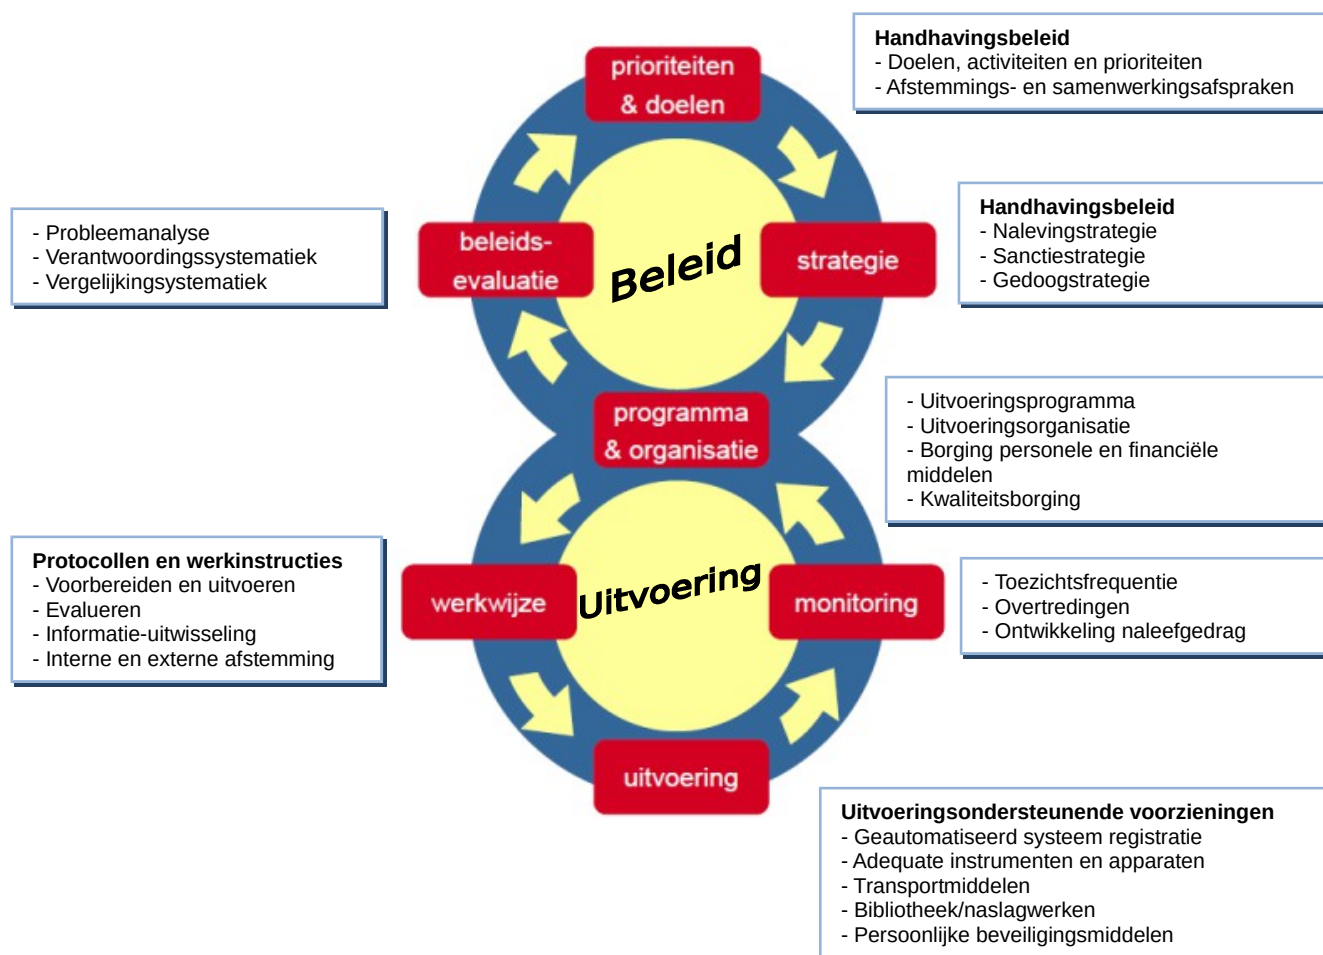 prioriteiten
& doelen
Handhavingsbeleid
- Doelen, activiteiten en prioriteiten
- Afstemmings- en samenwerkingsafspraken
- Probleemanalyse
- Verantwoordingssystematiek
- Vergelijkingsystematiek
beleids-
evaluatie
Beleid
strategie
Handhavingsbeleid
- Nalevingstrategie
- Sanctiestrategie
- Gedoogstrategie
programma
& organisatie
- Uitvoeringsprogramma
- Uitvoeringsorganisatie
- Borging personele en financiële
middelen
- Kwaliteitsborging
Protocollen en werkinstructies
- Voorbereiden en uitvoeren
- Evalueren
- Informatie-uitwisseling
- Interne en externe afstemming
werkwijze
Uitvoering
monitoring
- Toezichtsfrequentie
- Overtredingen
- Ontwikkeling naleefgedrag
uitvoering
Uitvoeringsondersteunende voorzieningen
- Geautomatiseerd systeem registratie
- Adequate instrumenten en apparaten
- Transportmiddelen
- Bibliotheek/naslagwerken
- Persoonlijke beveiligingsmiddelen